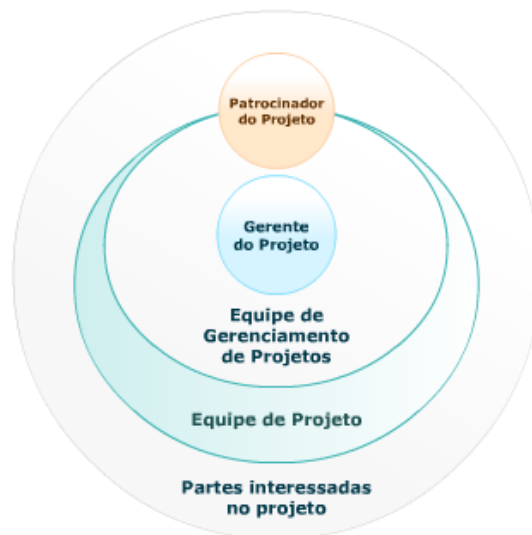 Patrocinador
do Projeto
Gerente
do Projeto
Equipe de
Gerenciamento
de Projetos
Equipe de Projeto
Partes interessadas
no projeto